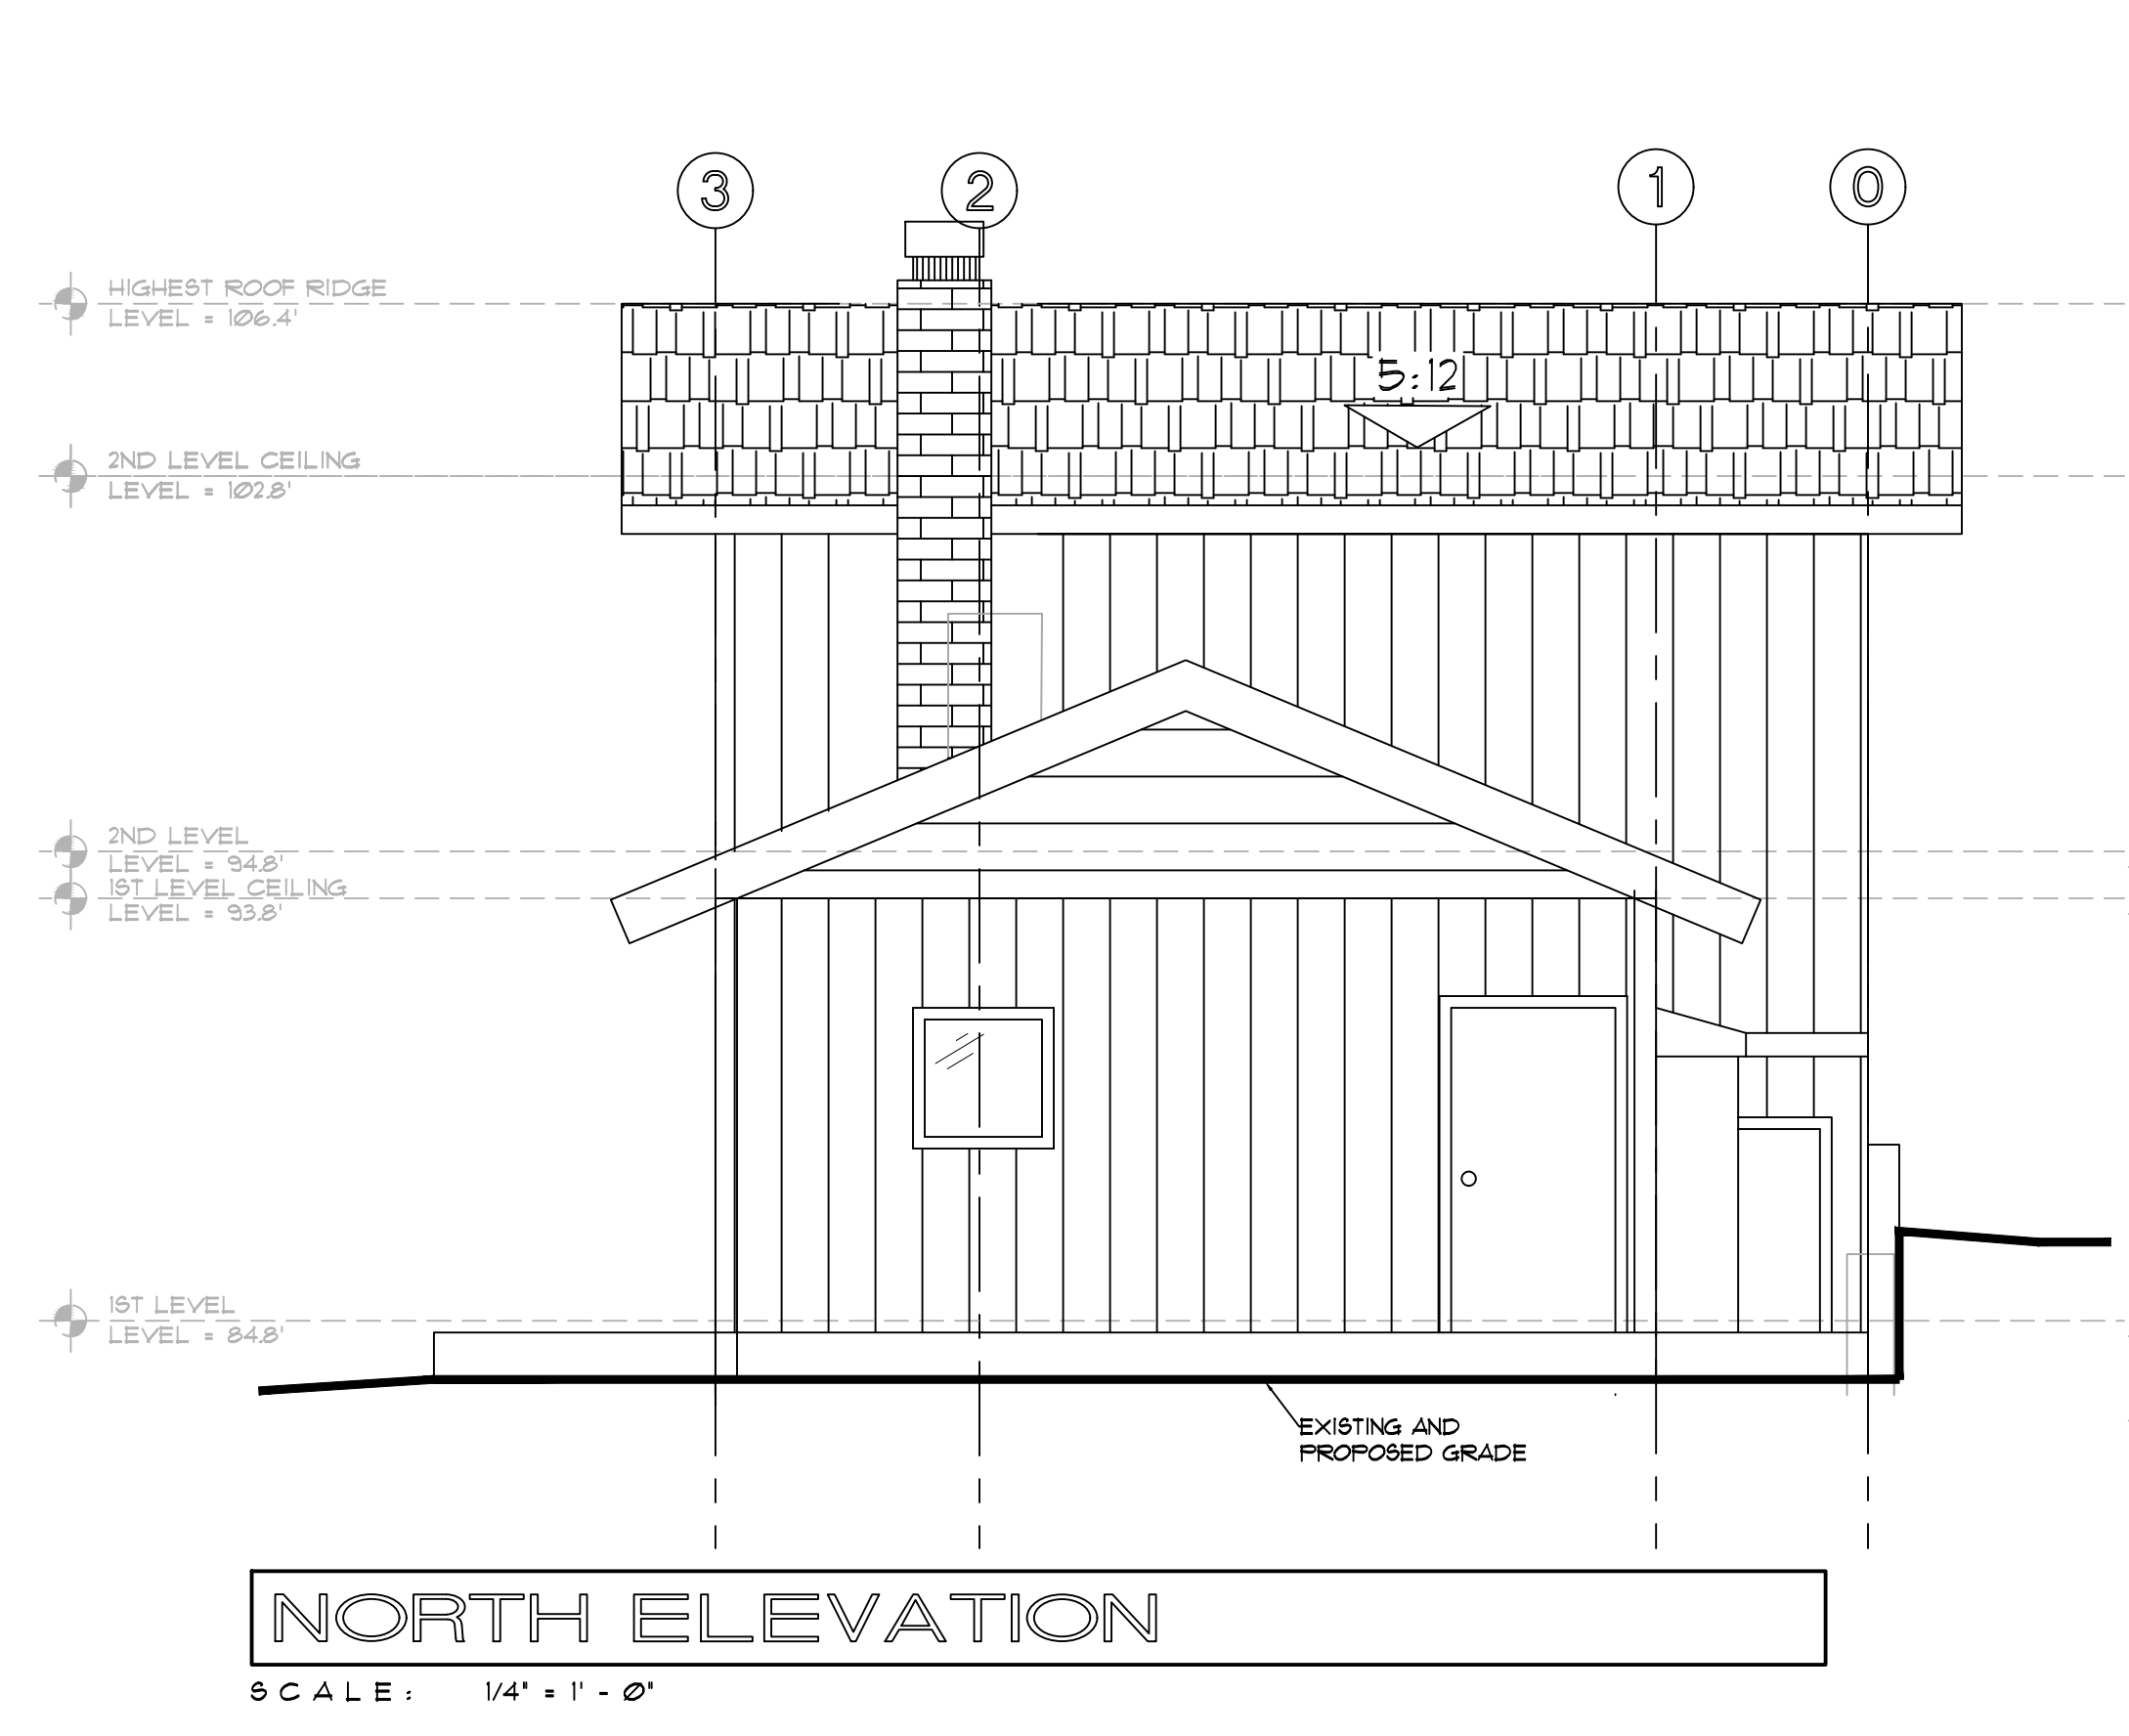 3 2 1 0
HIGHEST ROOF RIDGE
LEVEL = 106.4'
5:12
2ND LEVEL CEILING
LEVEL = 102.8'
2ND LEVEL
LEVEL = 94.8'
1ST LEVEL CEILING
LEVEL = 93.8'
1ST LEVEL
LEVEL = 84.8'
EXISTING AND
PROPOSED GRADE
NORTH ELEVATION
SCALE: 1/4" = 1' - 0"